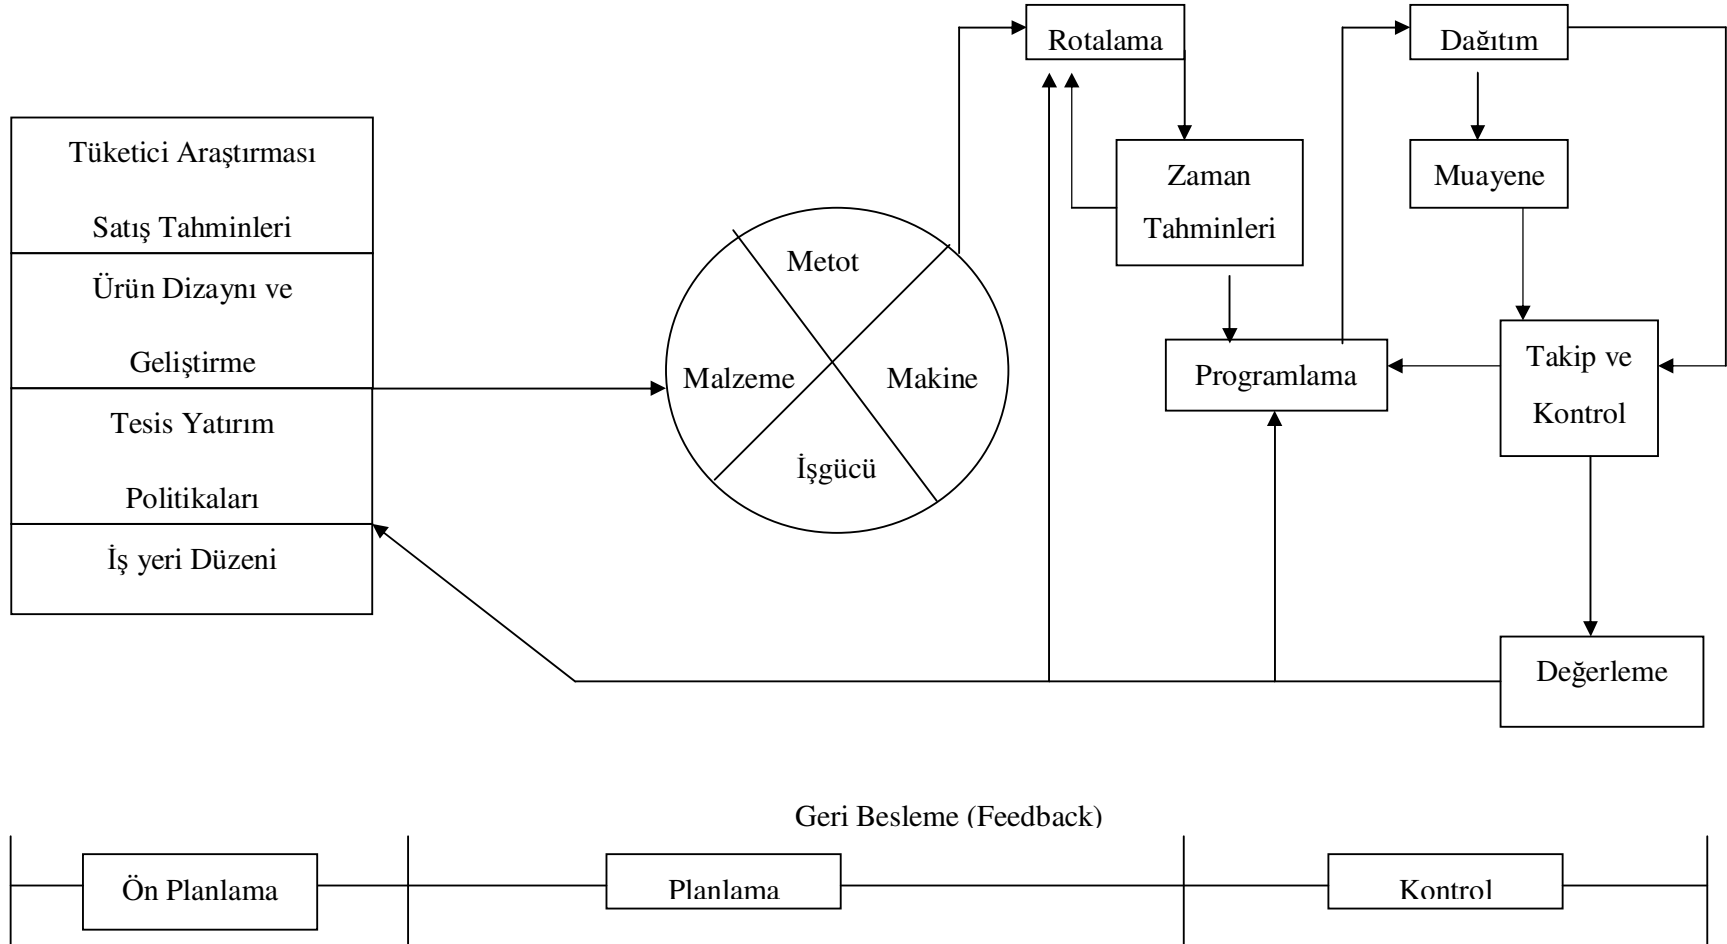 Tüketici Araştırması
Satış Tahminleri
Ürün Dizaynı ve
Geliştirme
Tesis Yatırım
Politikaları
İş yeri Düzeni
Metot
Malzeme
Makine
İşgücü
Rotalama
Zaman
Tahminleri
Programlama
Dağıtım
Muayene
Takip ve
Kontrol
Değerleme
Geri Besleme (Feedback)
Ön Planlama
Planlama
Kontrol